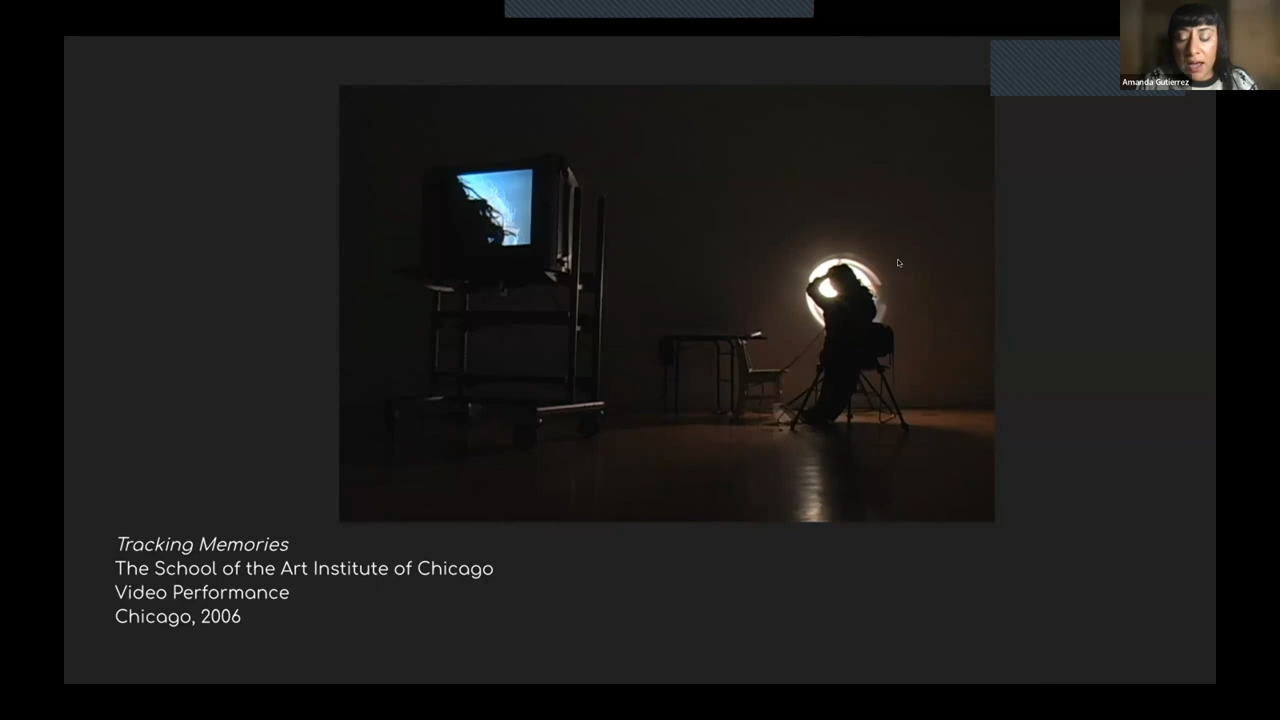 Amanda Gutierrez
Tracking Memories
The School of the Art Institute of Chicago
Video Performance
Chicago, 2006